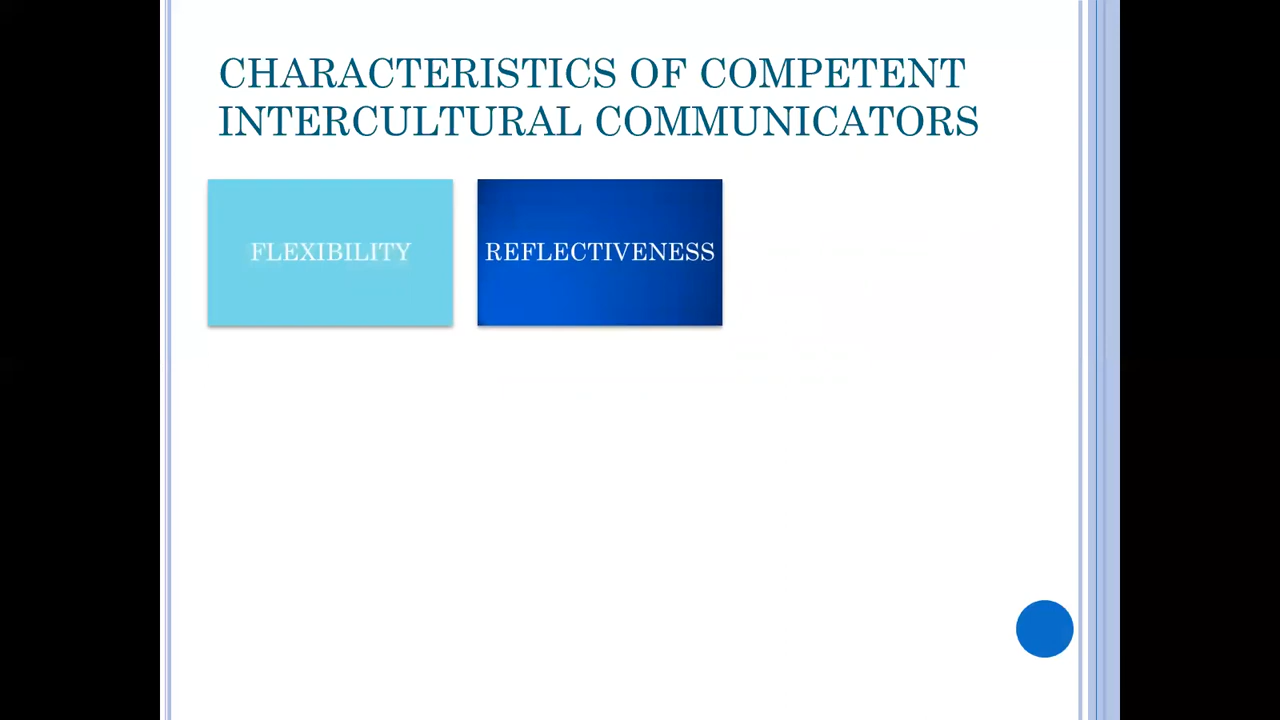 CHARACTERISTICS OF COMPETENT
INTERCULTURAL COMMUNICATORS
FLEXIBILITY
REFLECTIVENESS